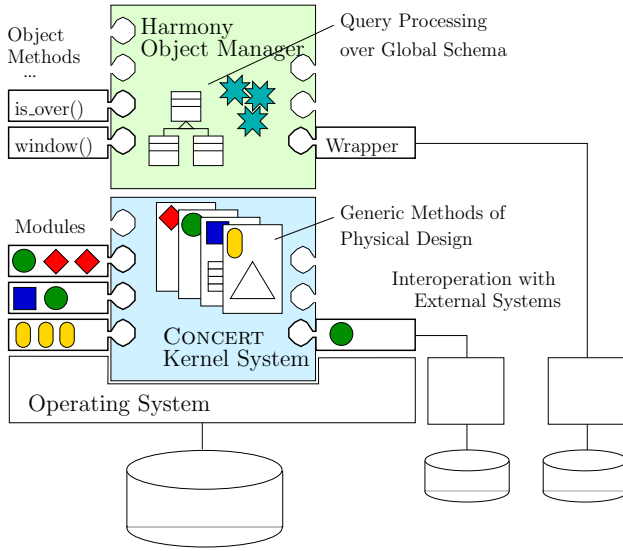 Object
Methods
...
is_over()
window()
Harmony
Object Manager
Query Processing
over Global Schema
Wrapper
Modules
Generic Methods of
Physical Design
Interoperation with
External Systems
CONCERT
Kernel System
Operating System